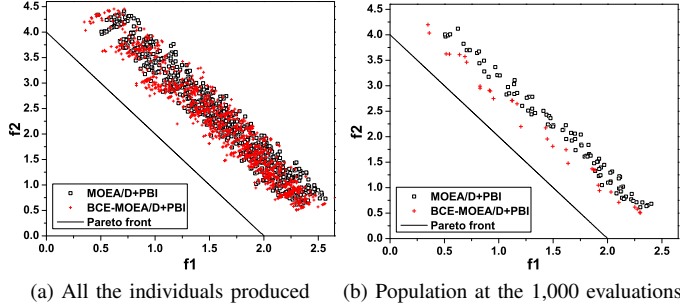 4.5
4.0
3.5
3.0
2.5
2.0
1.5
1.0
0.5
0.0
f2
MOEA/D+PBI
BCE-MOEA/D+PBI
Pareto front
0.0 0.5 1.0 1.5 2.0 2.5
f1
(a) All the individuals produced
4.5
4.0
3.5
3.0
2.5
2.0
1.5
1.0
0.5
0.0
f2
MOEA/D+PBI
BCE-MOEA/D+PBI
Pareto front
0.0 0.5 1.0 1.5 2.0 2.5
f1
(b) Population at the 1,000 evaluations